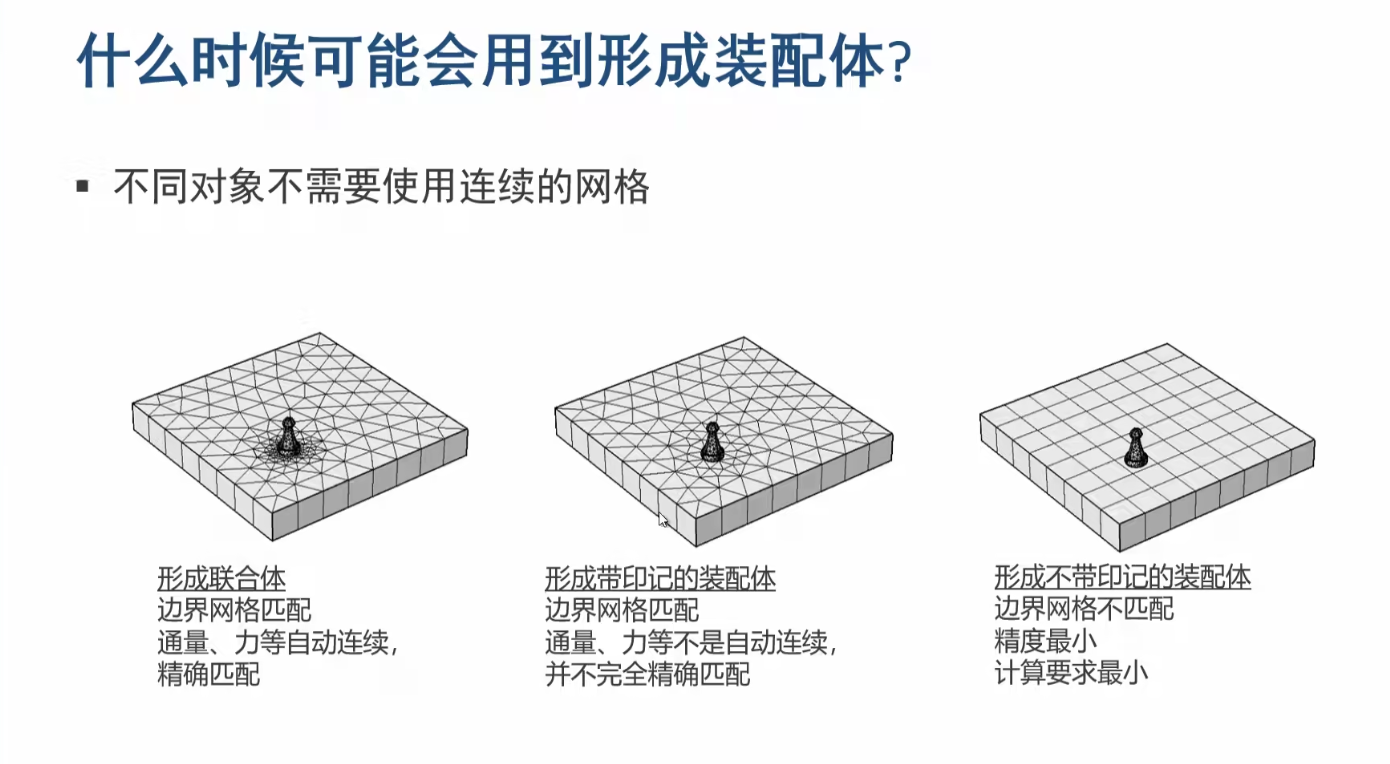 什么时候可能会用到形成装配体?
▪ 不同对象不需要使用连续的网格
形成联合体
边界网格匹配
通量、力等自动连续，
精确匹配
形成带印记的装配体
边界网格匹配
通量、力等不是自动连续，
并不完全精确匹配
形成不带印记的装配体
边界网格不匹配
精度最小
计算要求最小